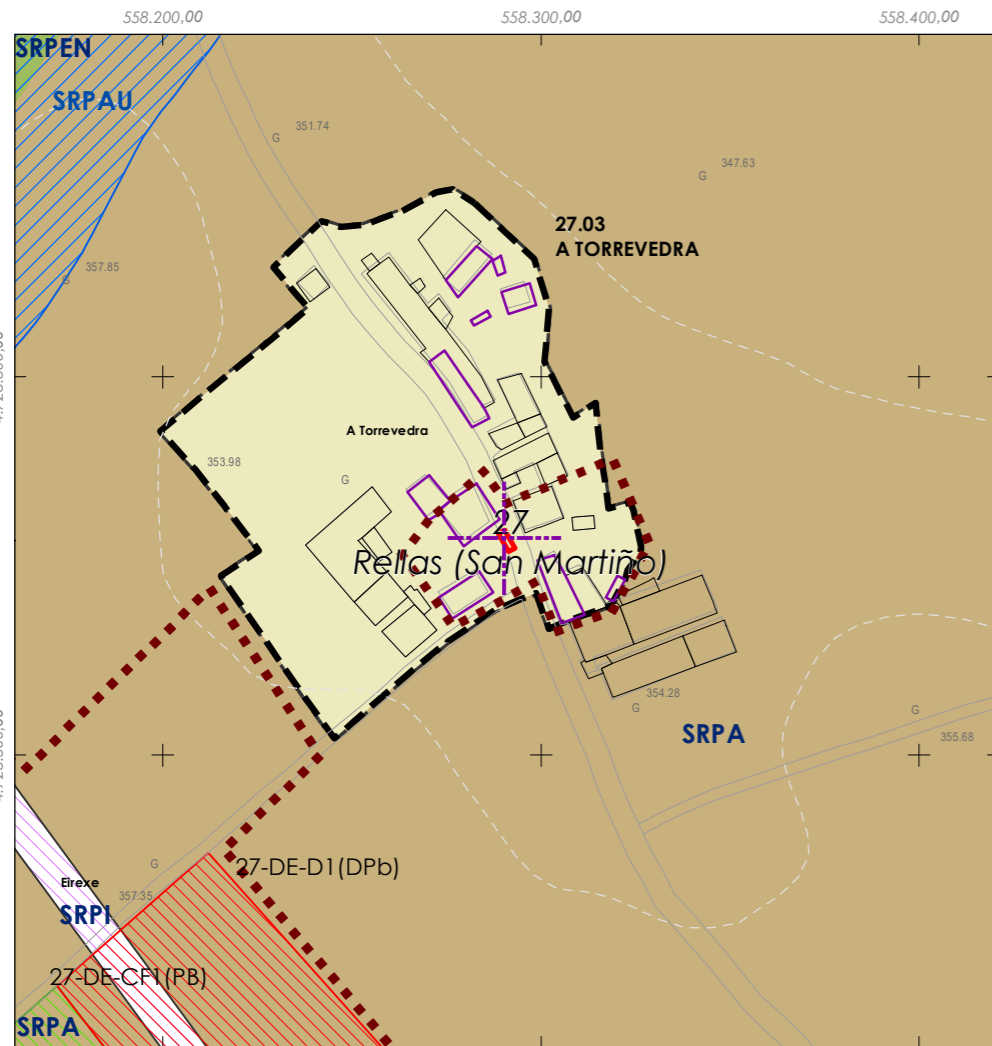 558.200,00
558.300,00
558.400,00
SRPEN
SRPAU
G 351.74
347.63
G
27.03
A TORREVEDRA
357.85
G
A Torrevedra
353.98
G
27
Rellas (San Martiño)
354.28
G
G
SRPA
355.68
27-DE-D1(DPb)
G
Eirexe
357.35
SRPI
27-DE-CF1(PB)
SRPA